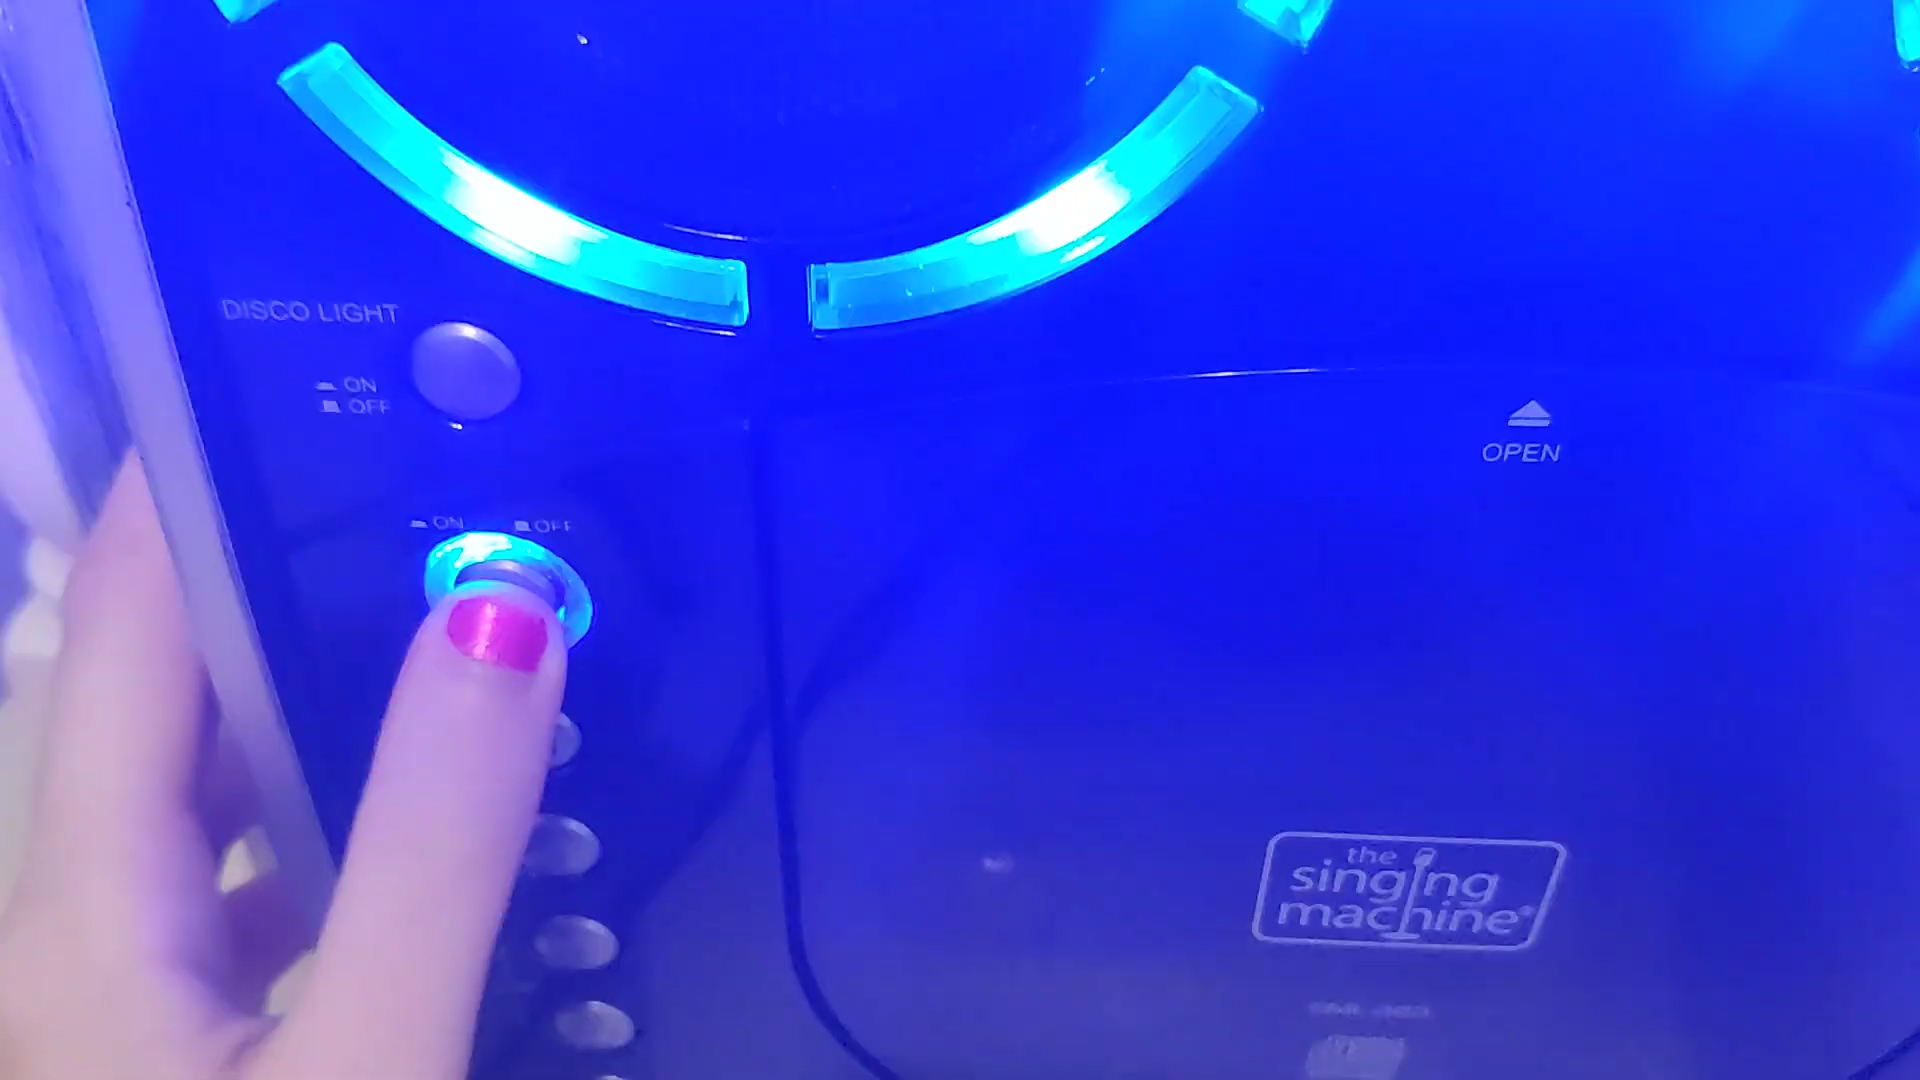 DISCO LIGHT
ON
OFF
ON OFF
OPEN
the
singing
machine®